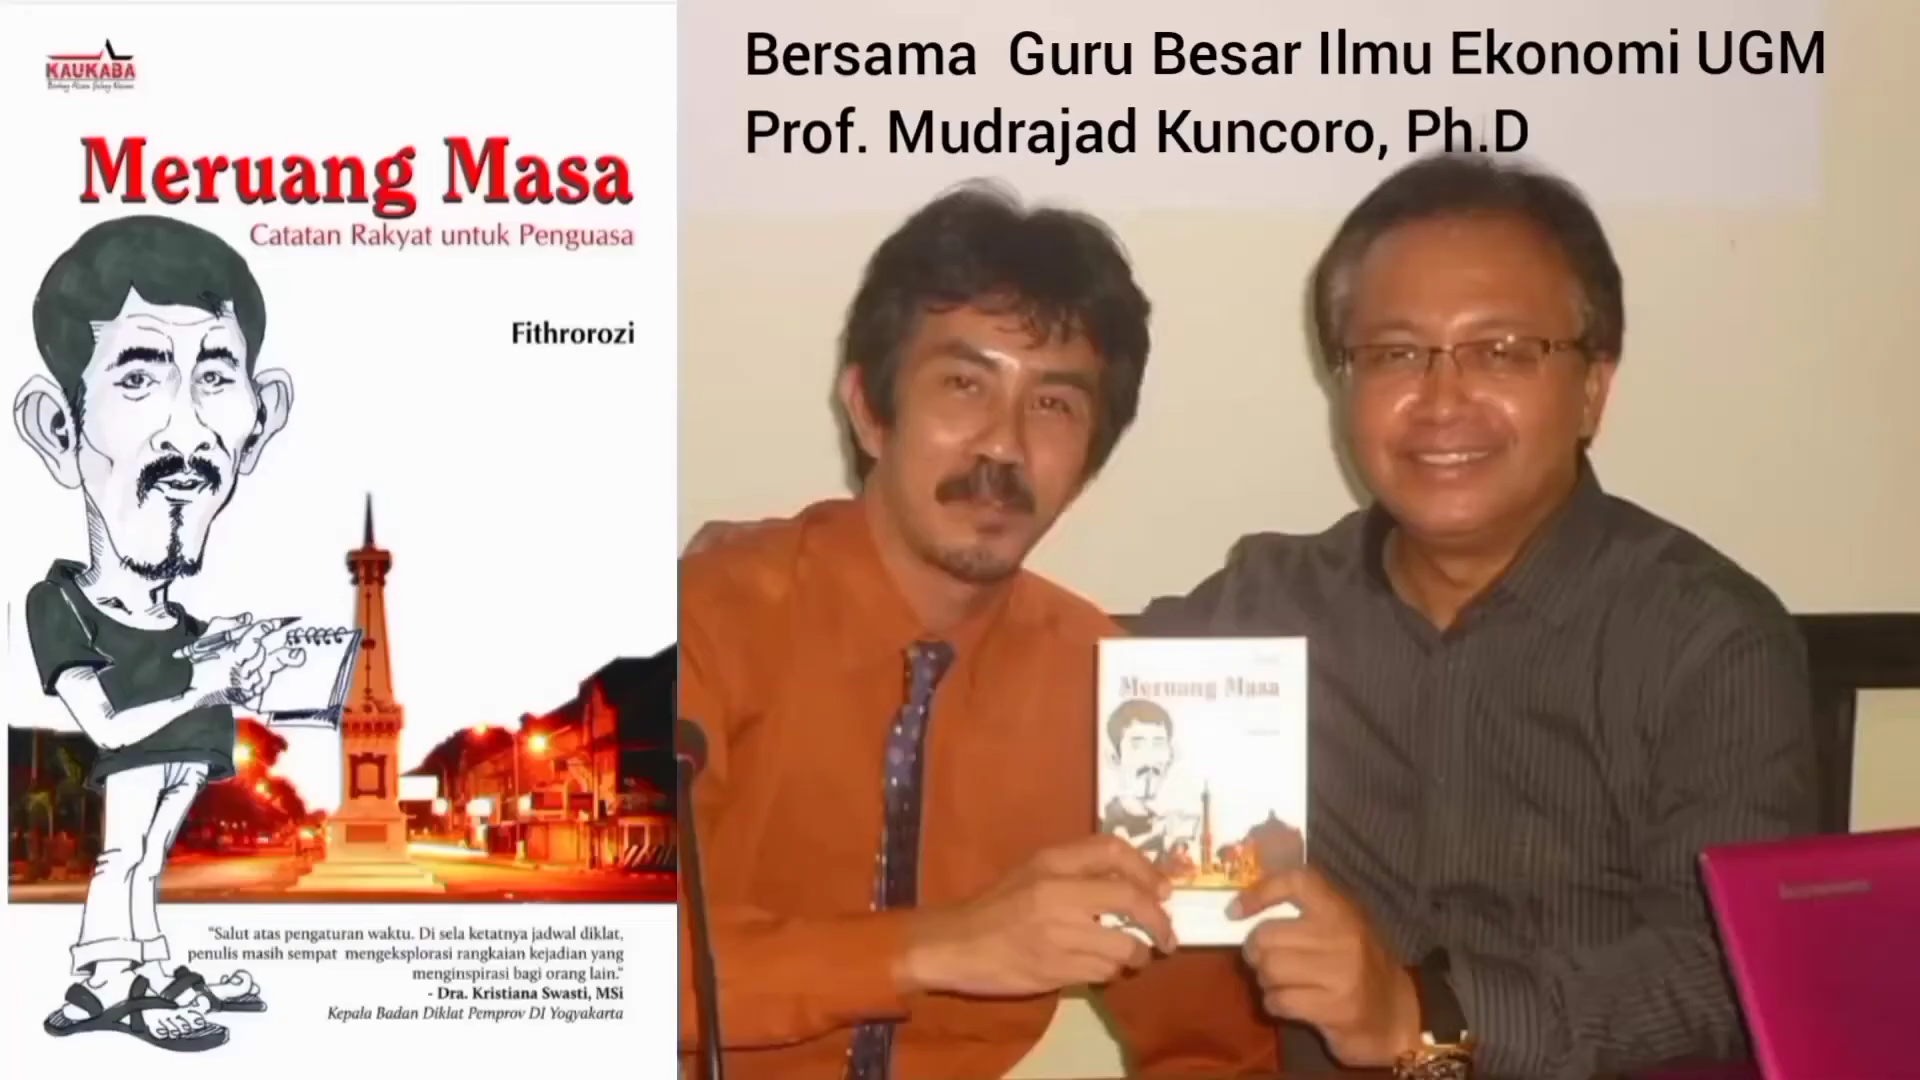 KAUKABA
Meruang Masa
Catatan Rakyat untuk Penguasa
Fithrorozi
"Salut atas pengaturan waktu. Di sela ketatnya jadwal diklat,
penulis masih sempat mengeksplorasi rangkaian kejadian yang
menginspirasi bagi orang lain."
- Dra. Kristiana Swasti, MSi
Kepala Badan Diklat Pemprov DI Yogyakarta
Bersama Guru Besar Ilmu Ekonomi UGM
Prof. Mudrajad Kuncoro, Ph.D
Meruang Masa
lenovo